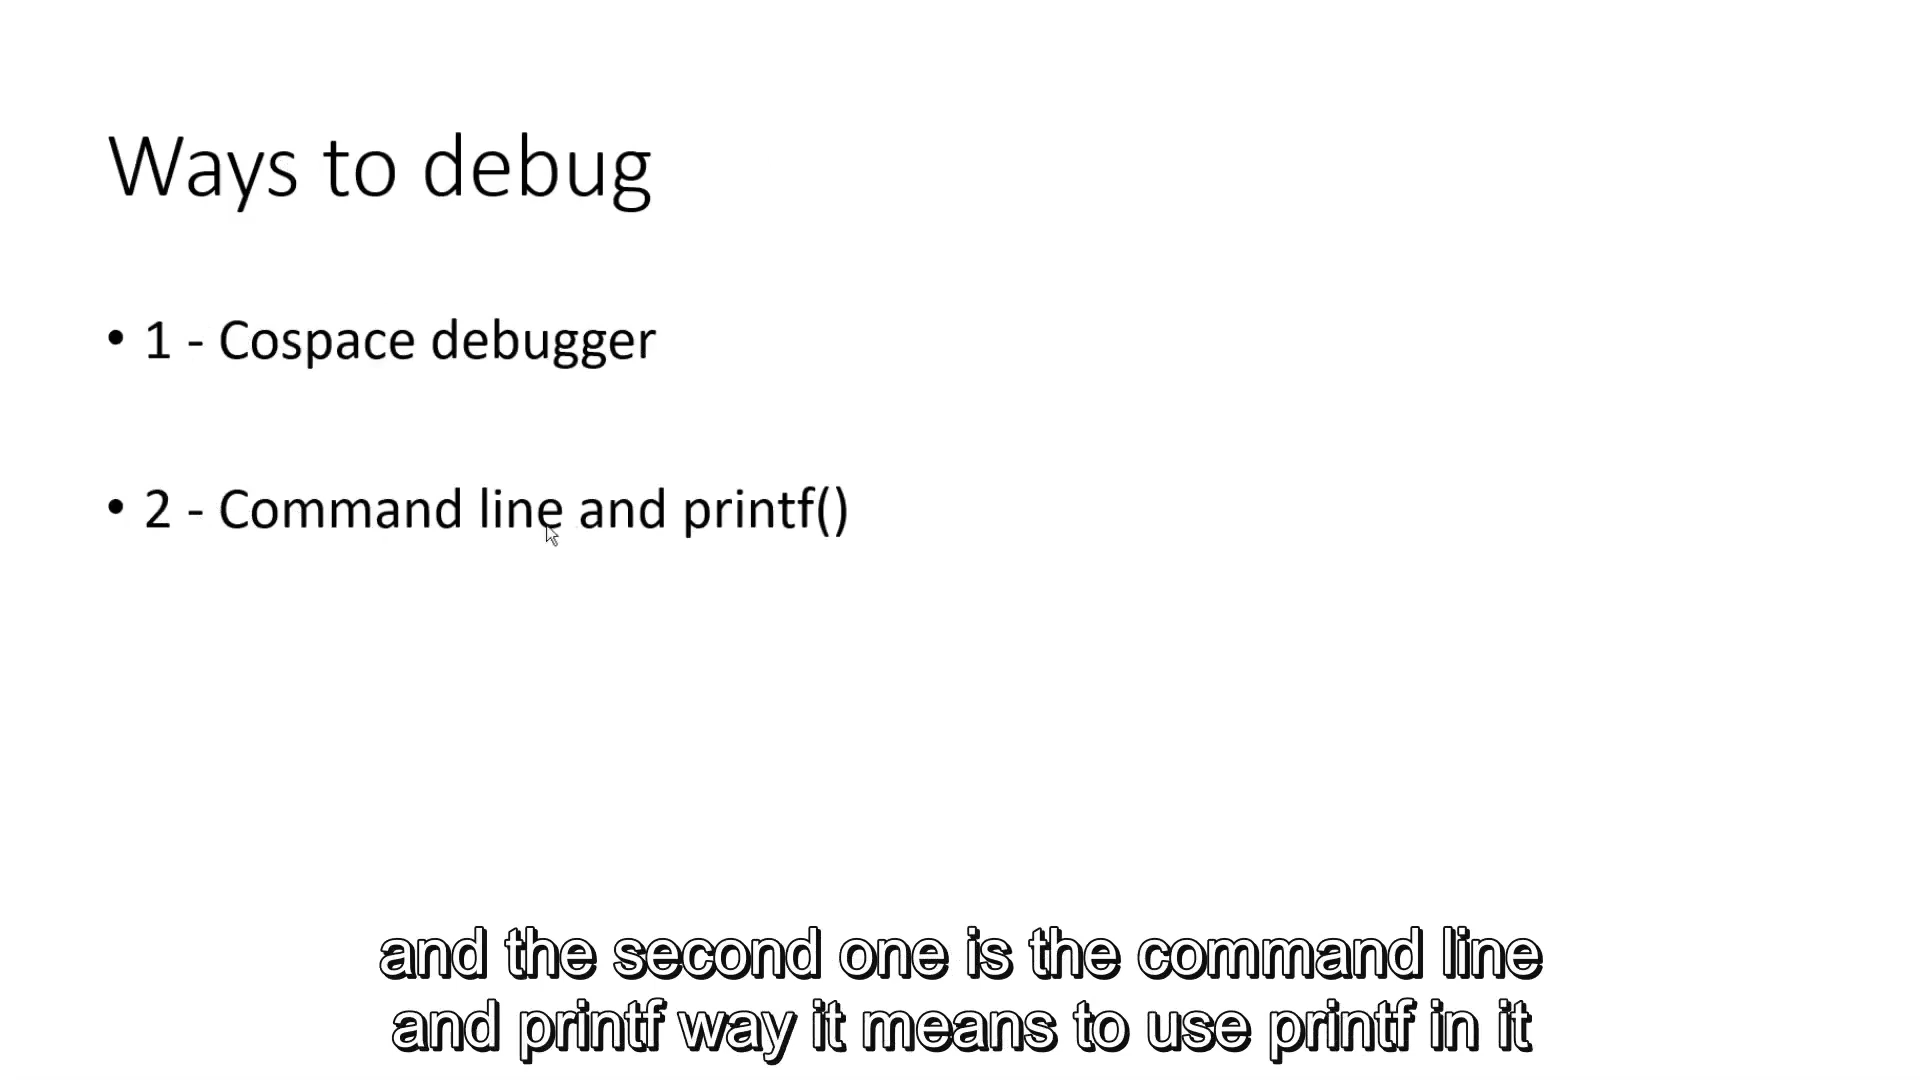 Ways to debug
• 1 - Cospace debugger
• 2 - Command line and printf()
and the second one is the command line
and printf way it means to use printf in it